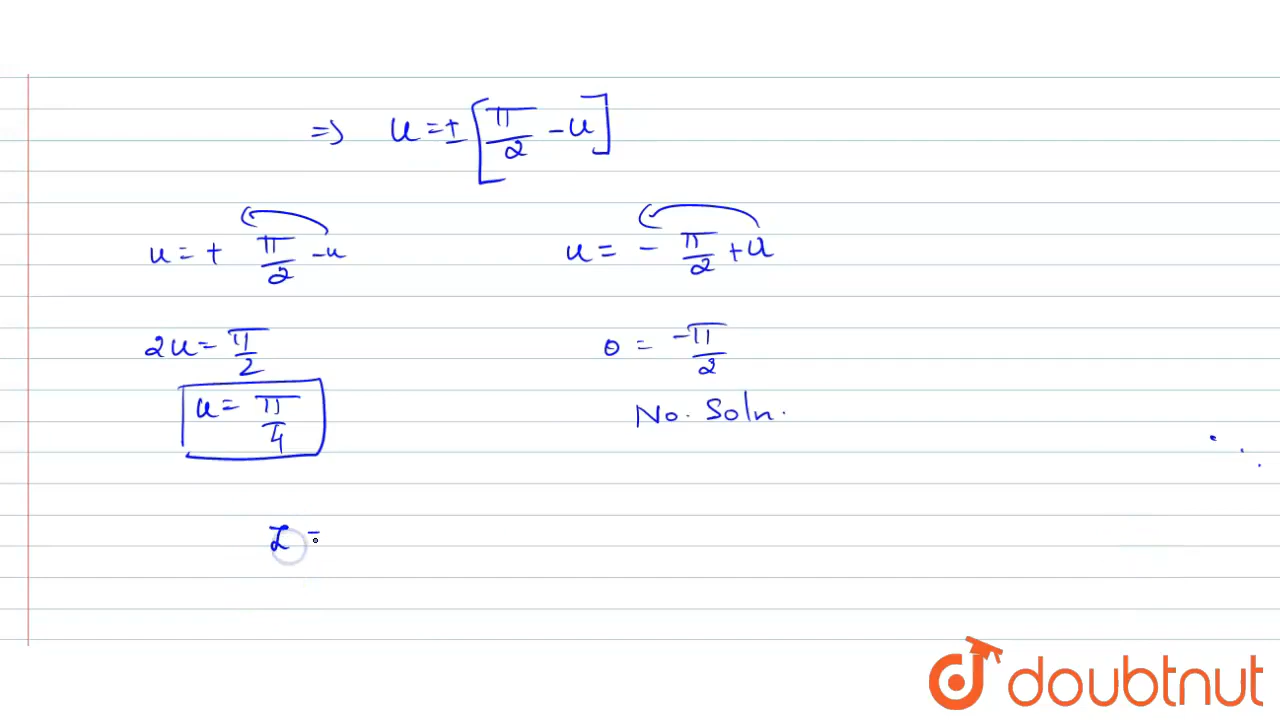 => u = ± [π/2 - u]
u = + π/2 - u
u = - π/2 + u
2u = π/2
0 = -π/2
u = π/4
No. Soln.
I =
doubtnut